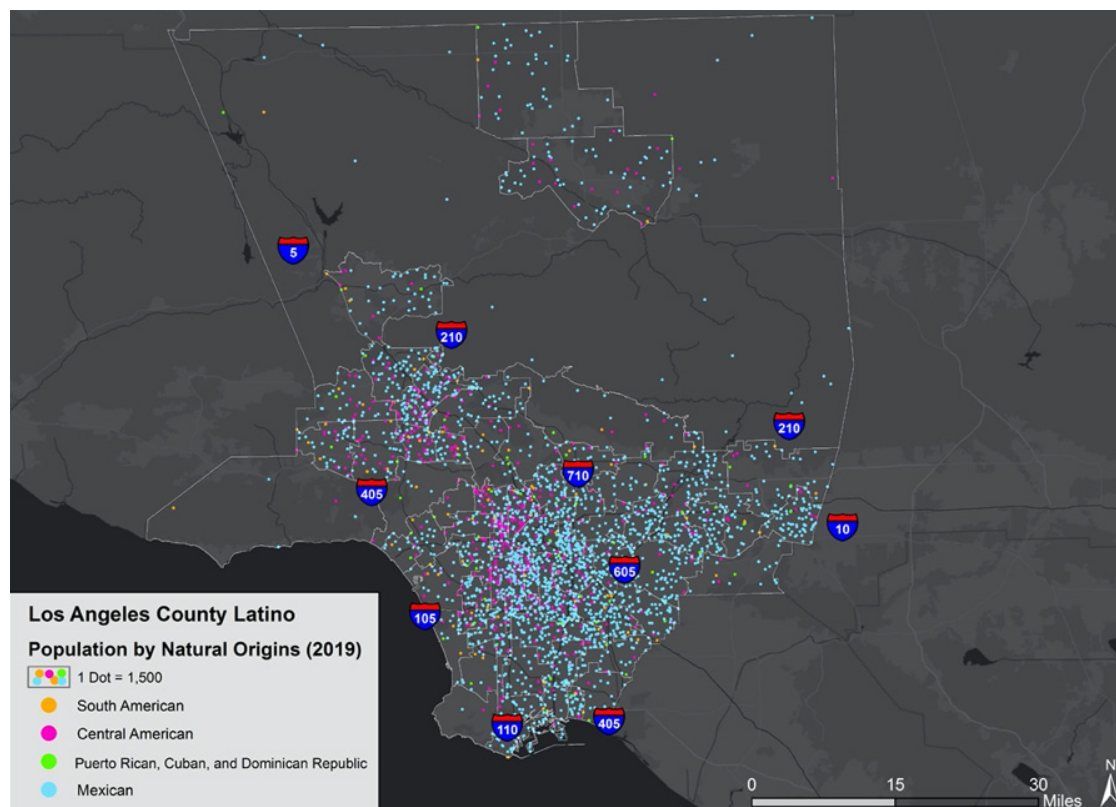 5
210
210
710
405
10
605
105
110
405
Los Angeles County Latino
Population by Natural Origins (2019)
1 Dot = 1,500
South American
Central American
Puerto Rican, Cuban, and Dominican Republic
Mexican
0 15 30
Miles
N